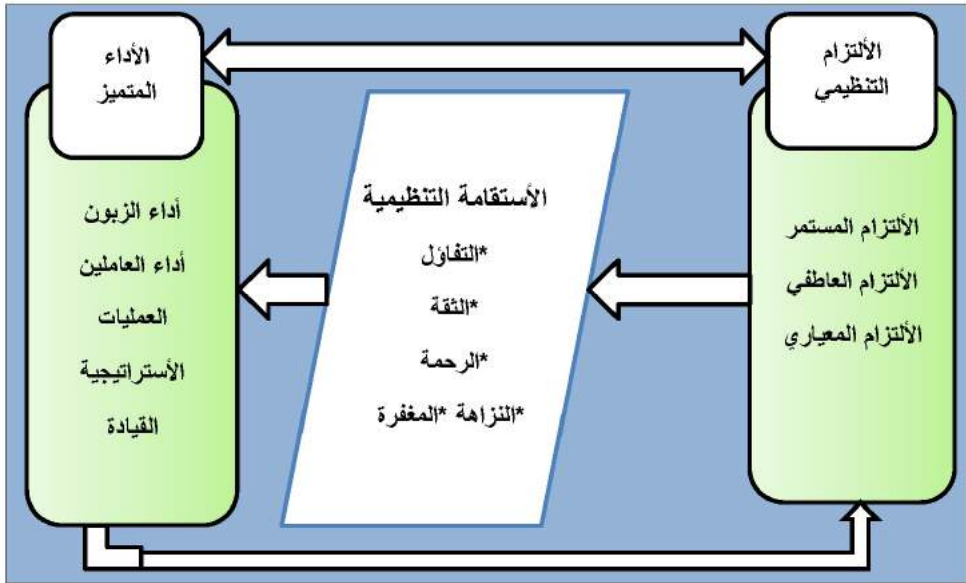 الألتزام
التنظيمي
الألتزام المستمر
الألتزام العاطفي
الألتزام المعياري
الأستقامة التنظيمية
*التفاؤل
*الثقة
*الرحمة
*النزاهة *المغفرة
الأداء
المتميز
أداء الزبون
أداء العاملين
العمليات
الأستراتيجية
القيادة